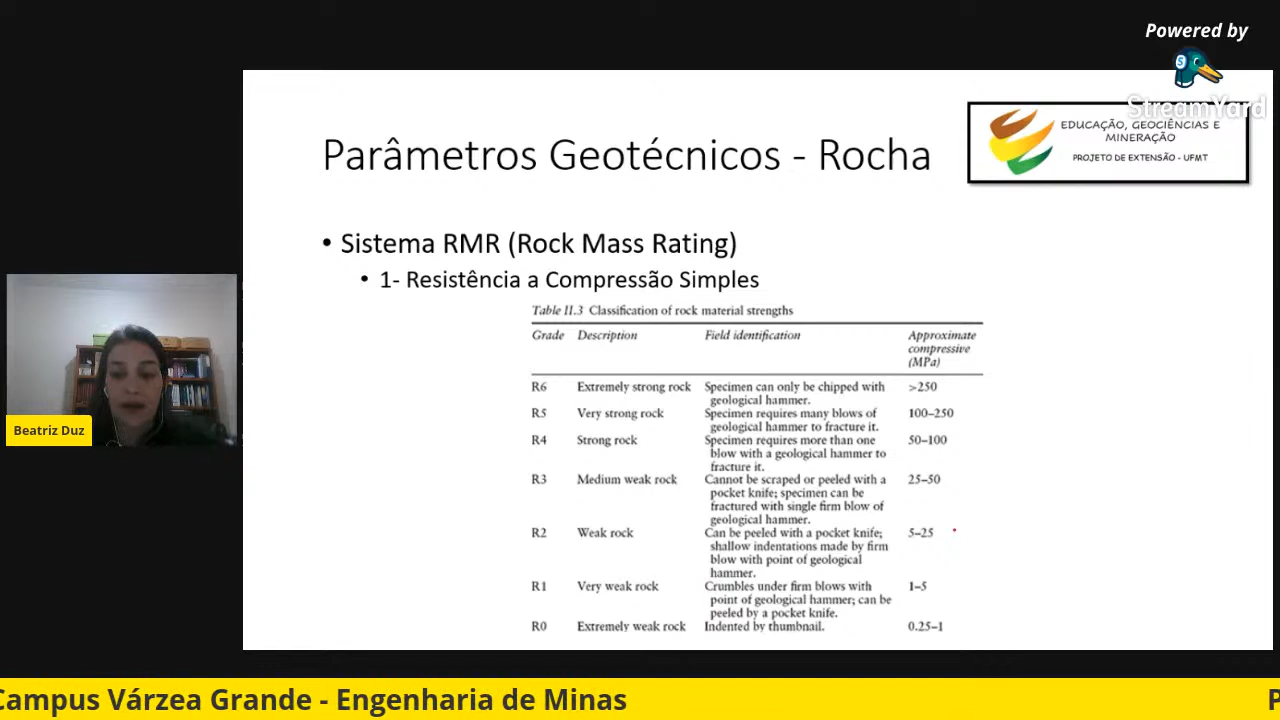 Powered by
StreamYard
EDUCAÇÃO, GEOCIÊNCIAS E
MINERAÇÃO
PROJETO DE EXTENSÃO - UFMT
Parâmetros Geotécnicos - Rocha
• Sistema RMR (Rock Mass Rating)
• 1- Resistência a Compressão Simples
Table II.3 Classification of rock material strengths
Grade Description Field identification Approximate
compressive
(MPa)
R6 Extremely strong rock Specimen can only be chipped with >250
geological hammer.
R5 Very strong rock Specimen requires many blows of 100–250
geological hammer to fracture it.
R4 Strong rock Specimen requires more than one 50–100
blow with a geological hammer to
fracture it.
R3 Medium weak rock Cannot be scraped or peeled with a 25–50
pocket knife; specimen can be
fractured with single firm blow of
geological hammer.
R2 Weak rock Can be peeled with a pocket knife; 5–25
shallow indentations made by firm
blow with point of geological
hammer.
R1 Very weak rock Crumbles under firm blows with 1–5
point of geological hammer; can be
peeled by a pocket knife.
R0 Extremely weak rock Indented by thumbnail. 0.25–1
Beatriz Duz
Campus Várzea Grande - Engenharia de Minas P